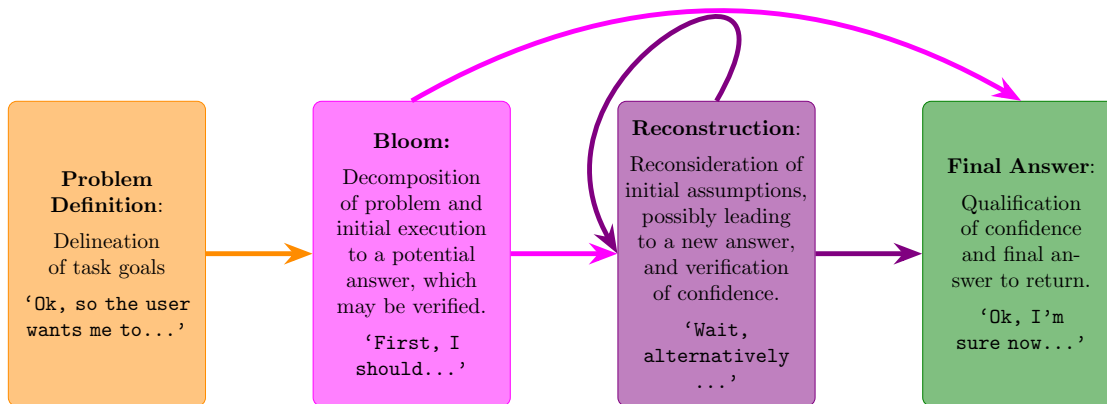 Problem
Definition:
Delineation
of task goals
‘Ok, so the user
wants me to...’
Bloom:
Decomposition
of problem and
initial execution
to a potential
answer, which
may be verified.
‘First, I
should...’
Reconstruction:
Reconsideration of
initial assumptions,
possibly leading
to a new answer,
and verification
of confidence.
‘Wait,
alternatively
...’
Final Answer:
Qualification
of confidence
and final an-
swer to return.
‘Ok, I’m
sure now...’